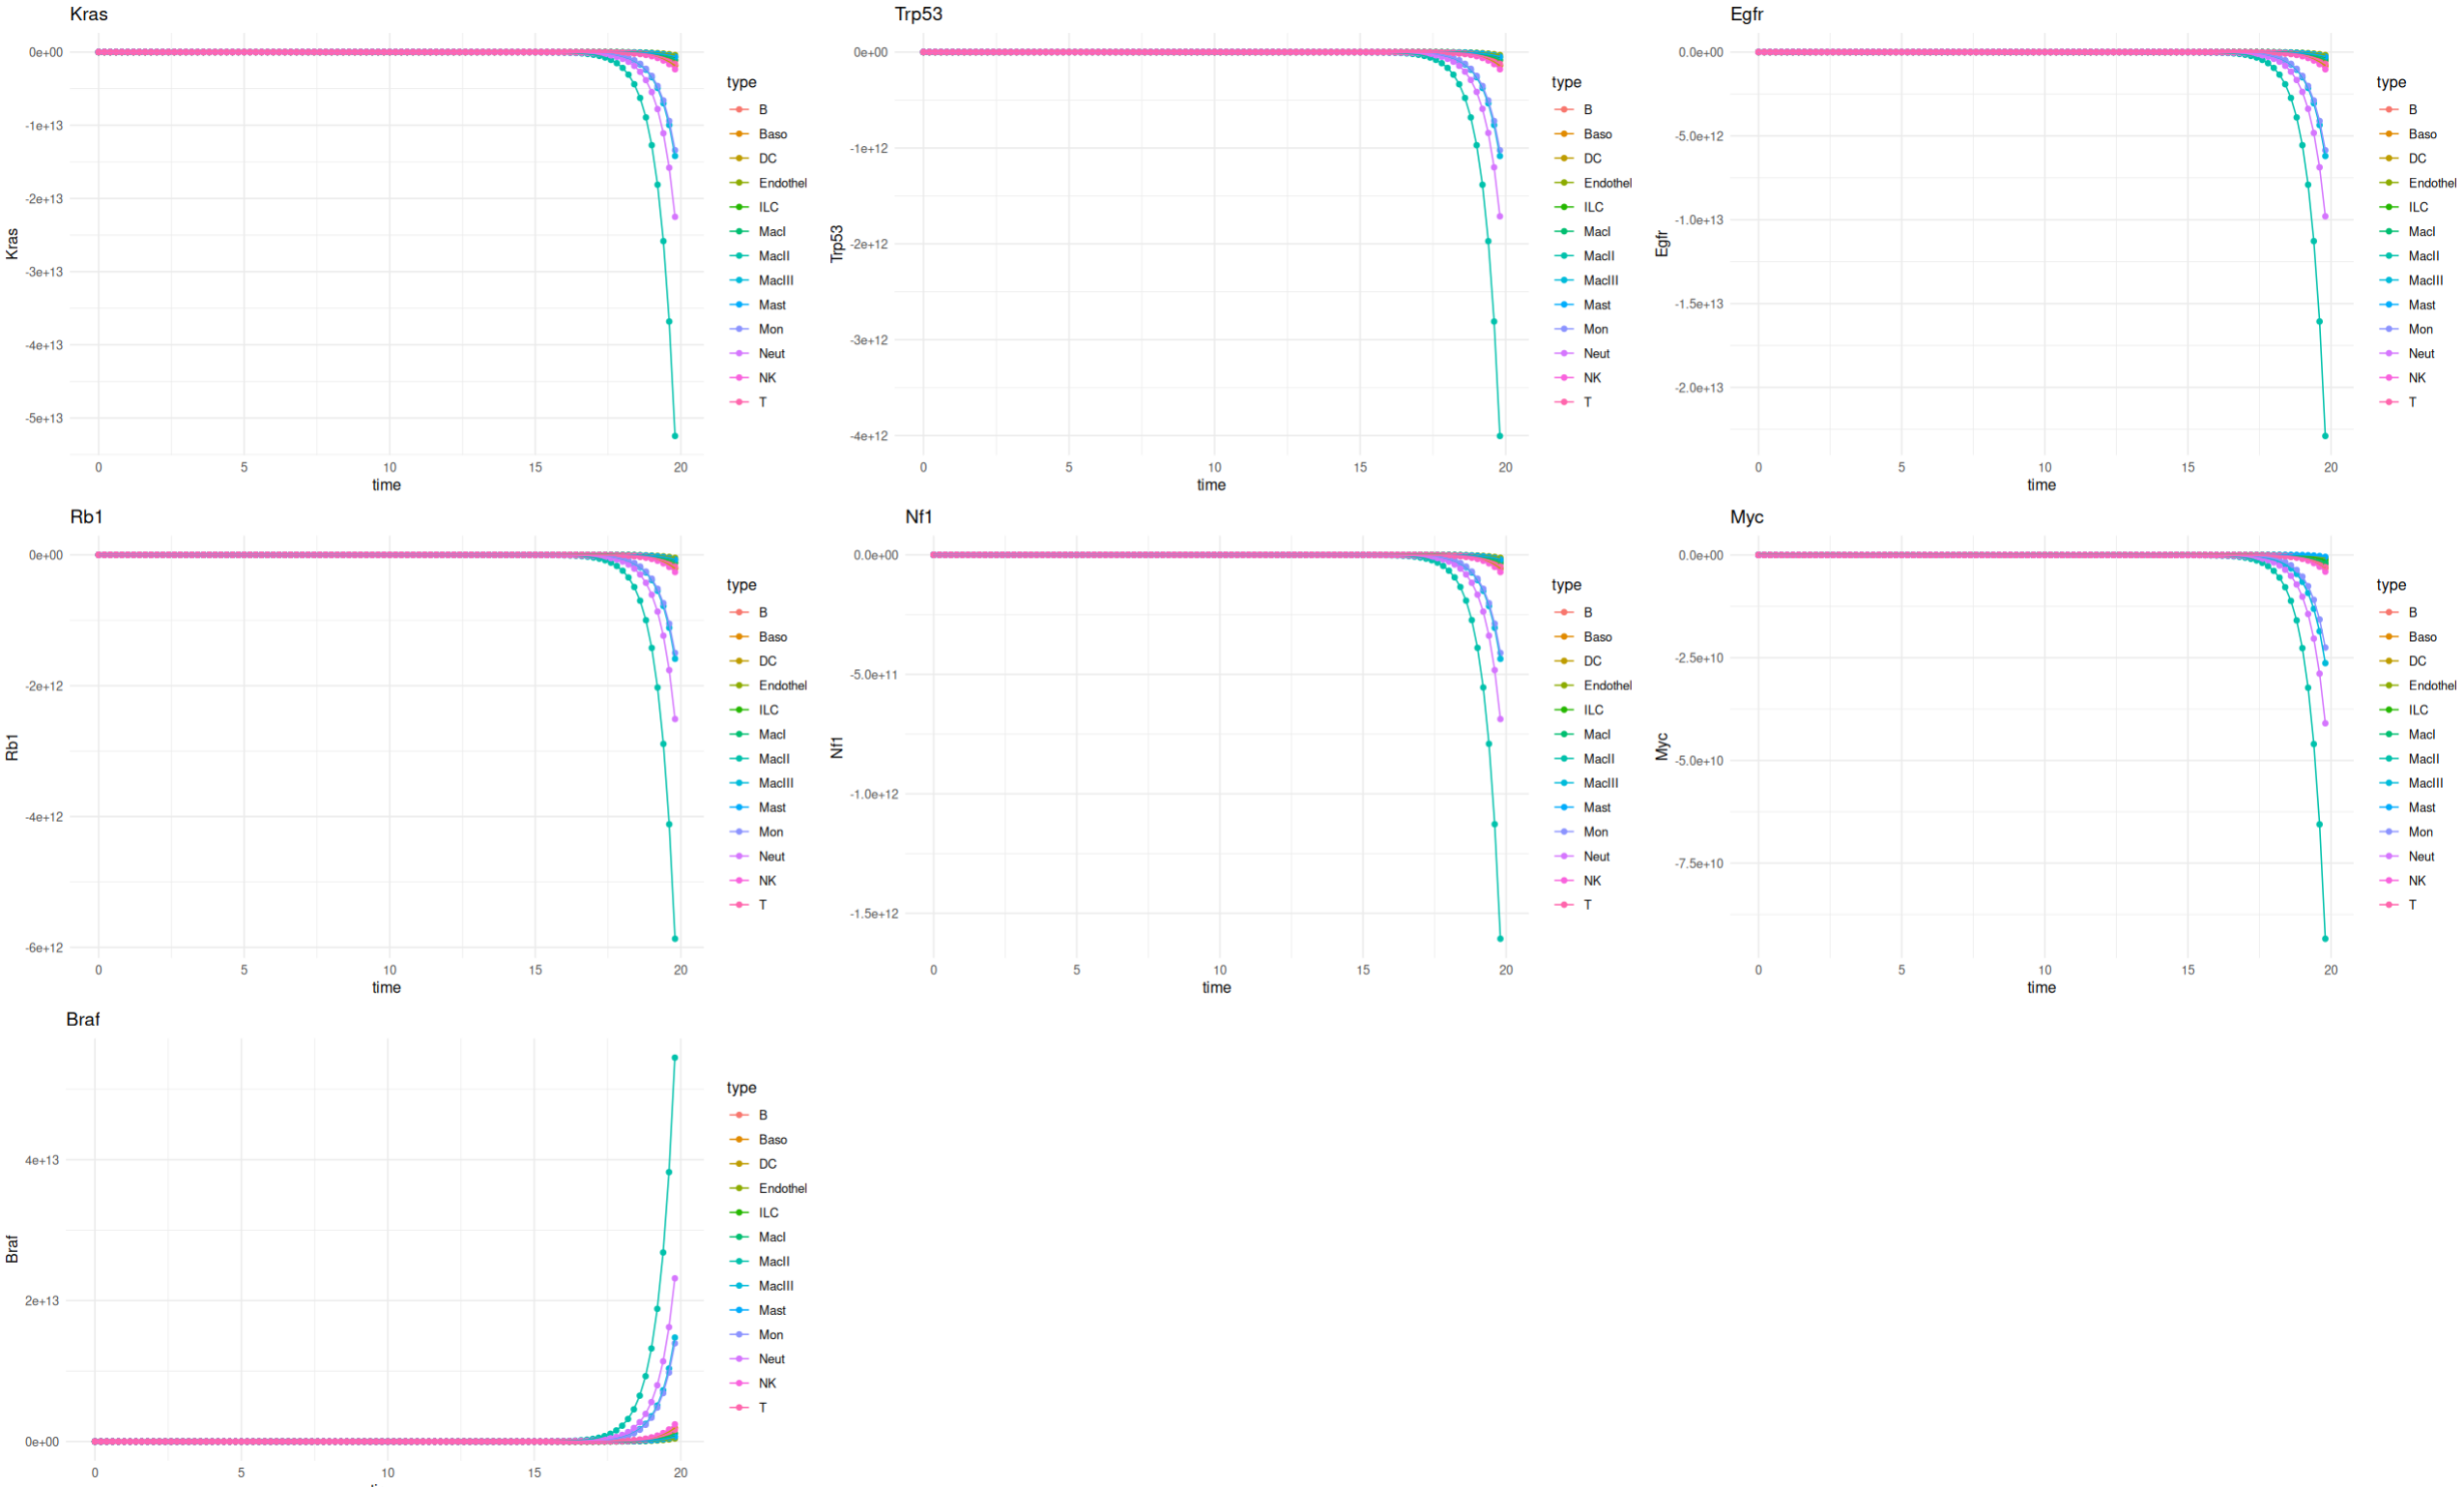 Kras
Kras
0e+00
-1e+13
-2e+13
-3e+13
-4e+13
-5e+13
0
5
10
15
20
time
type
B
Baso
DC
Endothel
ILC
MacI
MacII
MacIII
Mast
Mon
Neut
NK
T
Trp53
Trp53
0e+00
-1e+12
-2e+12
-3e+12
-4e+12
0
5
10
15
20
time
type
B
Baso
DC
Endothel
ILC
MacI
MacII
MacIII
Mast
Mon
Neut
NK
T
Egfr
Egfr
0.0e+00
-5.0e+12
-1.0e+13
-1.5e+13
-2.0e+13
0
5
10
15
20
time
type
B
Baso
DC
Endothel
ILC
MacI
MacII
MacIII
Mast
Mon
Neut
NK
T
Rb1
Rb1
0e+00
-2e+12
-4e+12
-6e+12
0
5
10
15
20
time
type
B
Baso
DC
Endothel
ILC
MacI
MacII
MacIII
Mast
Mon
Neut
NK
T
Nf1
Nf1
0.0e+00
-5.0e+11
-1.0e+12
-1.5e+12
0
5
10
15
20
time
type
B
Baso
DC
Endothel
ILC
MacI
MacII
MacIII
Mast
Mon
Neut
NK
T
Myc
Myc
0.0e+00
-2.5e+10
-5.0e+10
-7.5e+10
0
5
10
15
20
time
type
B
Baso
DC
Endothel
ILC
MacI
MacII
MacIII
Mast
Mon
Neut
NK
T
Braf
Braf
4e+13
2e+13
0e+00
0
5
10
15
20
type
B
Baso
DC
Endothel
ILC
MacI
MacII
MacIII
Mast
Mon
Neut
NK
T